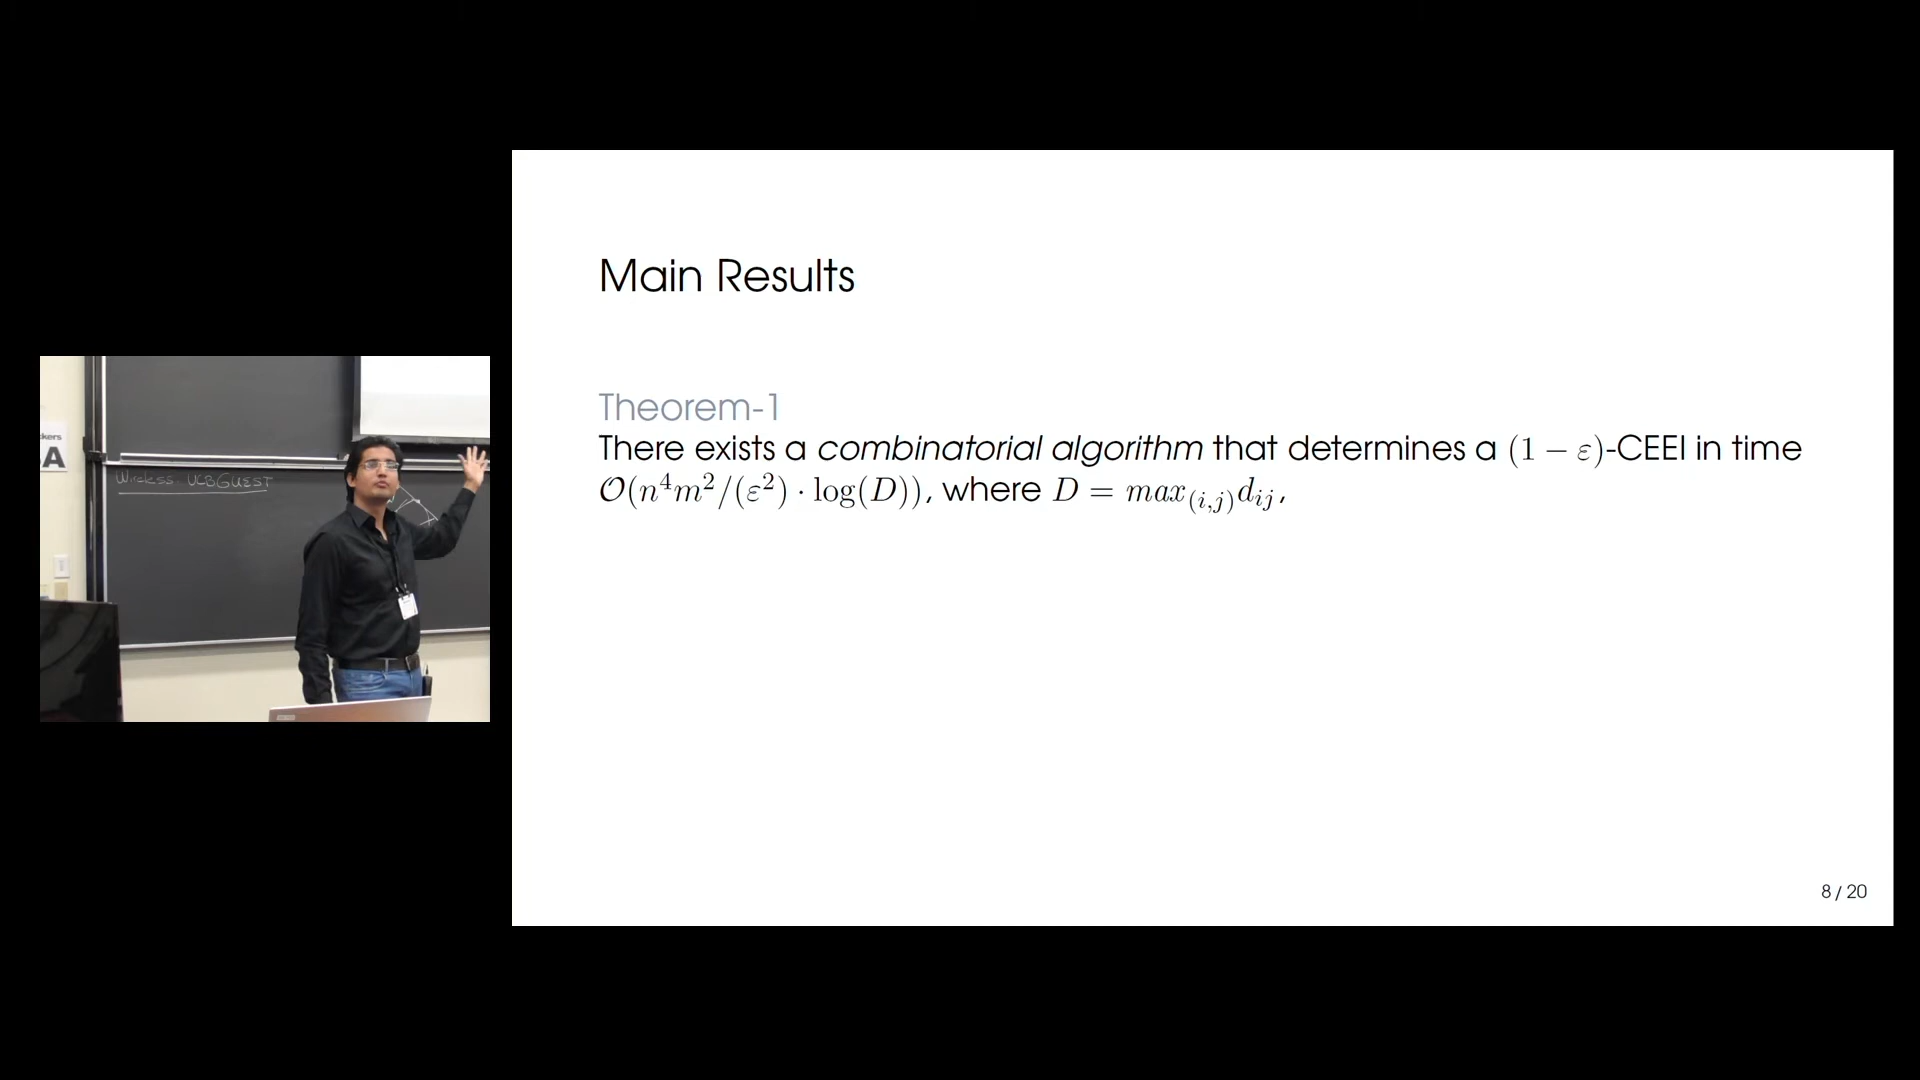 kers
A
Wireless: UCBGUEST
Main Results
Theorem-1
There exists a combinatorial algorithm that determines a (1 − ε)-CEEI in time
𝒪(n⁴m²/(ε²) · log(D)), where D = max₍ᵢ,ⱼ₎dᵢⱼ,
8 / 20